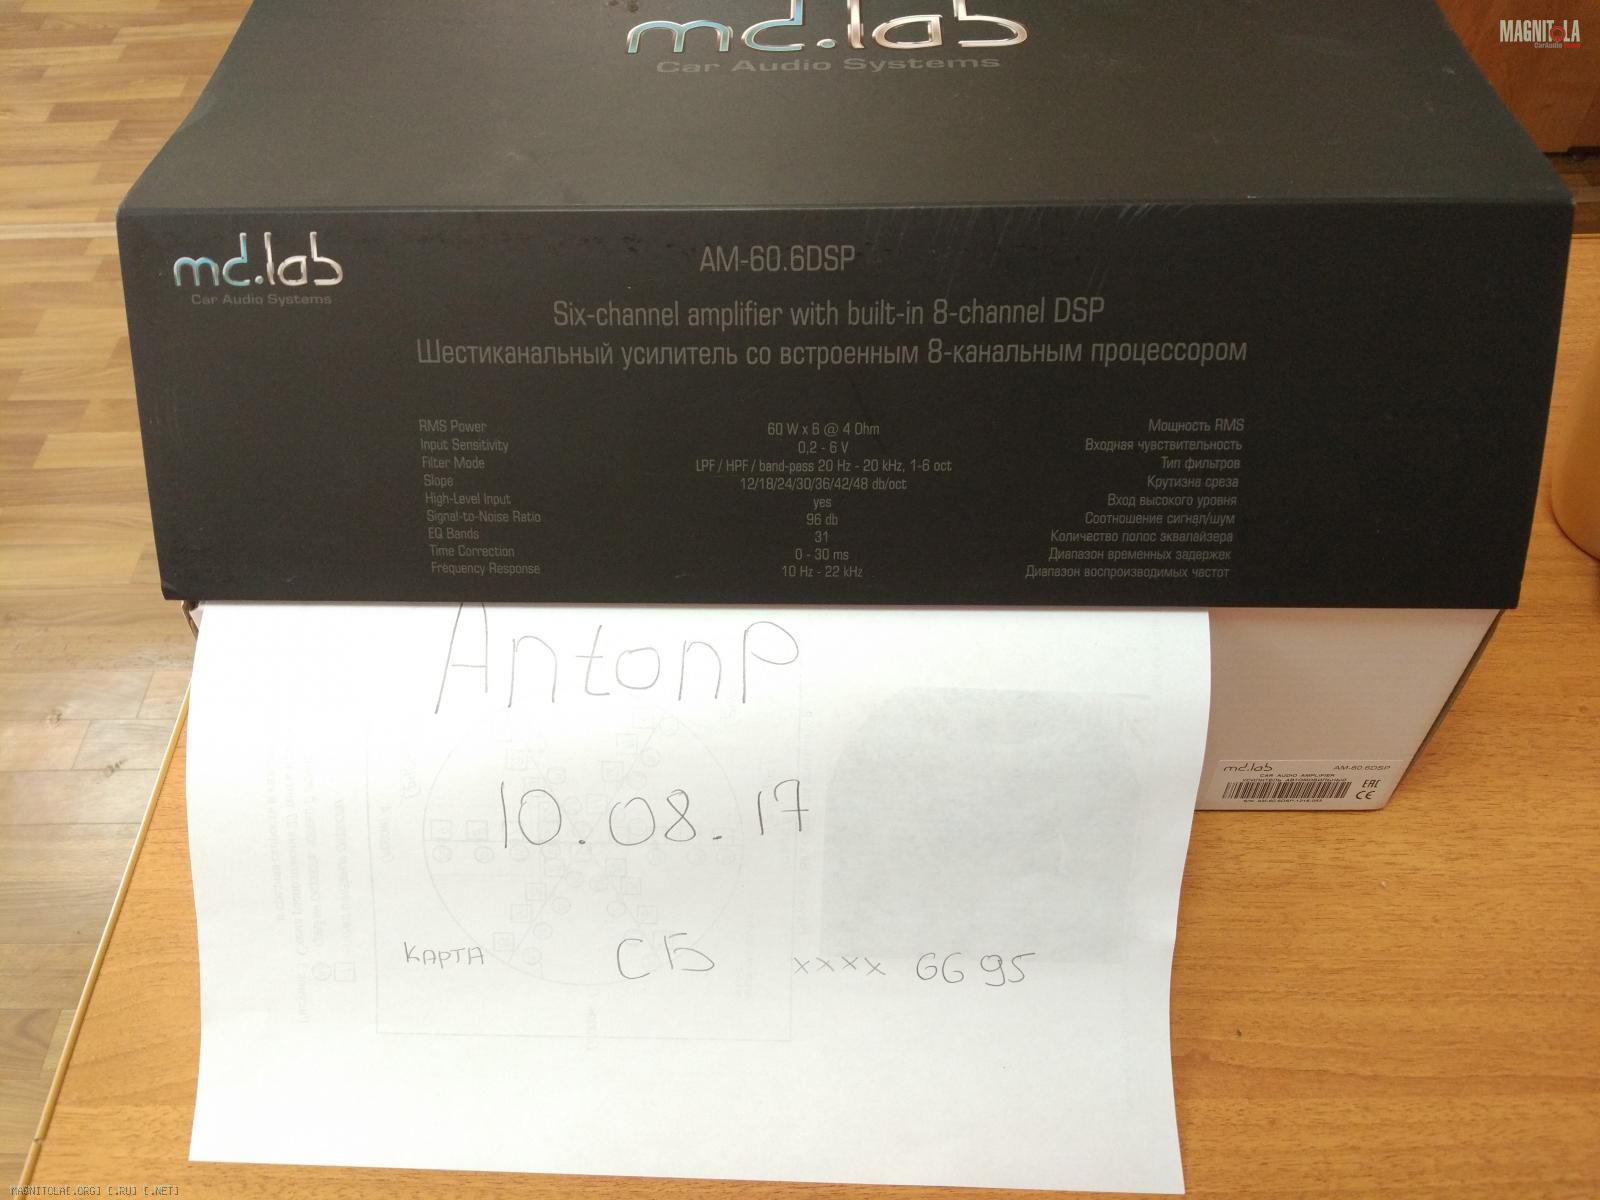 md.lab
Car Audio Systems
MAGNITOLA
CarAudio
md.lab
Car Audio Systems
AM-60.6DSP
Six-channel amplifier with built-in 8-channel DSP
Шестиканальный усилитель со встроенным 8-канальным процессором
RMS Power 60 W x 6 @ 4 Ohm Мощность RMS
Input Sensitivity 0,2 - 6 V Входная чувствительность
Filter Mode LPF / HPF / band-pass 20 Hz - 20 kHz, 1-6 oct Тип фильтров
Slope 12/18/24/30/36/42/48 db/oct Крутизна среза
High-Level Input yes Вход высокого уровня
Signal-to-Noise Ratio 96 db Соотношение сигнал/шум
EQ Bands 31 Количество полос эквалайзера
Time Correction 0 - 30 ms Диапазон временных задержек
Frequency Response 10 Hz - 22 kHz Диапазон воспроизводимых частот
AntonP
10.08.17
КАРТА СБ xxxx 6695
md.lab AM-60.6DSP
CAR AUDIO AMPLIFIER
УСИЛИТЕЛЬ АВТОМОБИЛЬНЫЙ
EAC
CE
MAGNITOLA[.ORG] [.RU] [.NET]